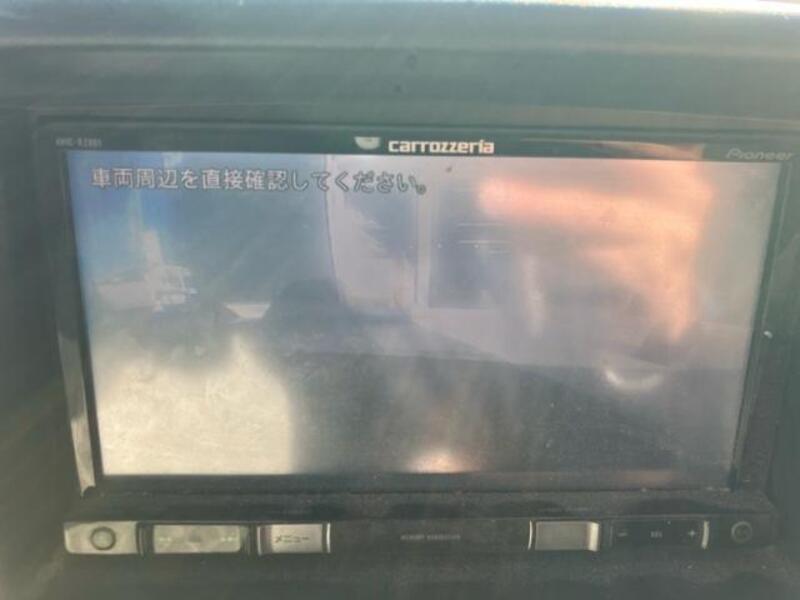 carrozzeria
Pioneer
車両周辺を直接確認してください。
メニュー